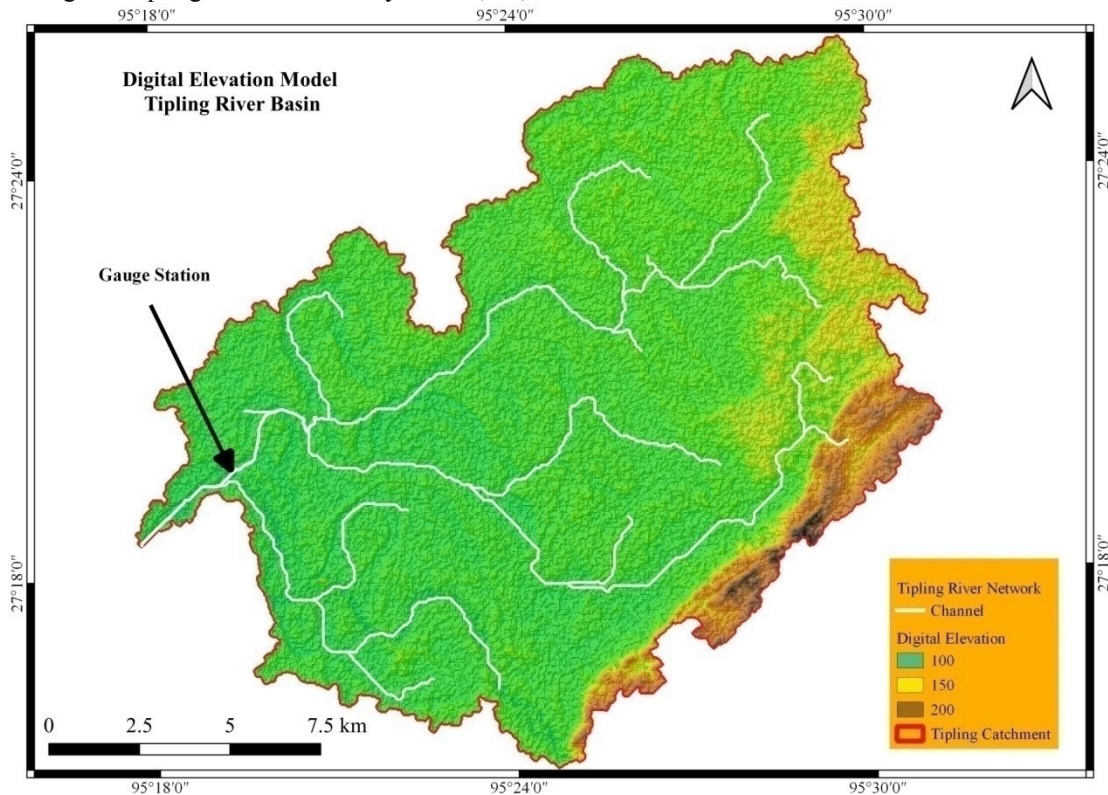 95°18'0"
95°24'0"
95°30'0"
Digital Elevation Model
Tipling River Basin
27°24'0"
27°24'0"
Gauge Station
27°18'0"
27°18'0"
Tipling River Network
Channel
Digital Elevation
100
150
200
Tipling Catchment
0 2.5 5 7.5 km
95°18'0"
95°24'0"
95°30'0"